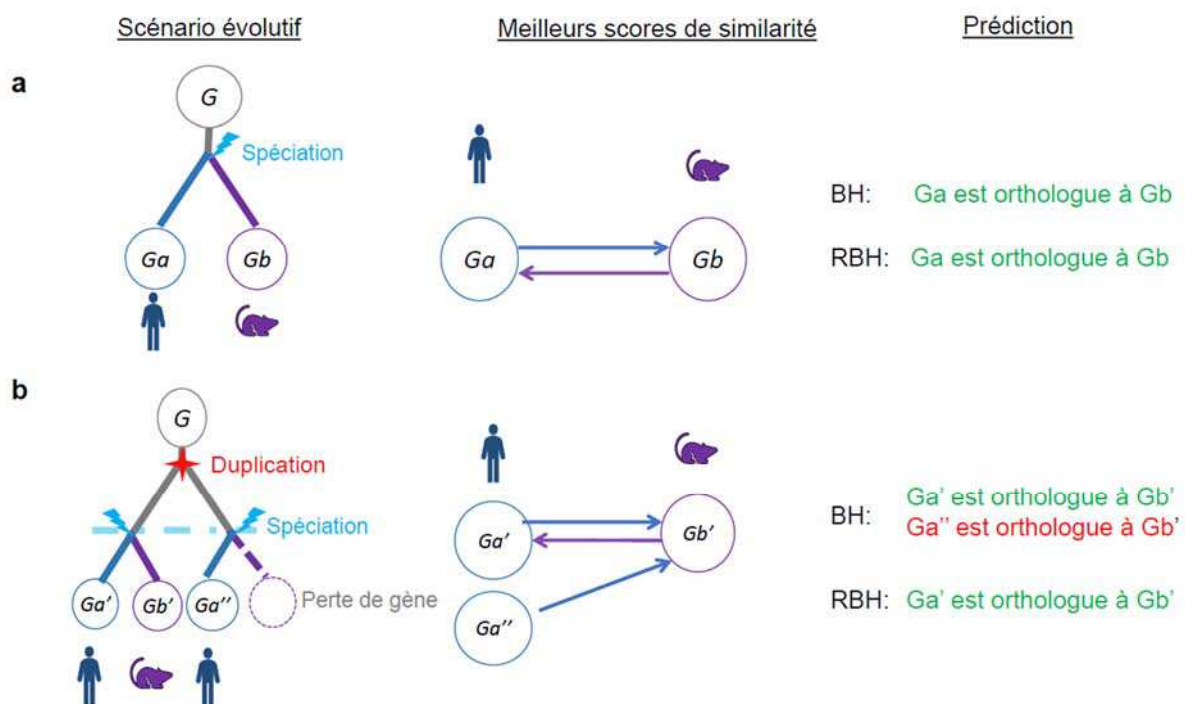 Scénario évolutif
Meilleurs scores de similarité
Prédiction
a
G
Spéciation
Ga
Gb
Ga
Gb
BH: Ga est orthologue à Gb
RBH: Ga est orthologue à Gb
b
G
Duplication
Spéciation
Ga'
Gb'
Ga''
Perte de gène
Ga'
Gb'
Ga''
BH: Ga' est orthologue à Gb'
Ga'' est orthologue à Gb'
RBH: Ga' est orthologue à Gb'